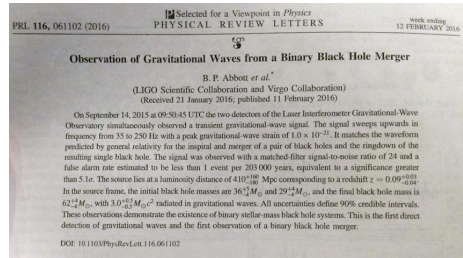 PRL 116, 061102 (2016)
Selected for a Viewpoint in Physics
PHYSICAL REVIEW LETTERS
week ending
12 FEBRUARY 2016
Observation of Gravitational Waves from a Binary Black Hole Merger
B. P. Abbott et al.*
(LIGO Scientific Collaboration and Virgo Collaboration)
(Received 21 January 2016; published 11 February 2016)
On September 14, 2015 at 09:50:45 UTC the two detectors of the Laser Interferometer Gravitational-Wave
Observatory simultaneously observed a transient gravitational-wave signal. The signal sweeps upwards in
frequency from 35 to 250 Hz with a peak gravitational-wave strain of 1.0 × 10⁻²¹. It matches the waveform
predicted by general relativity for the inspiral and merger of a pair of black holes and the ringdown of the
resulting single black hole. The signal was observed with a matched-filter signal-to-noise ratio of 24 and a
false alarm rate estimated to be less than 1 event per 203 000 years, equivalent to a significance greater
than 5.1σ. The source lies at a luminosity distance of 410⁺¹⁶⁰₋₁₈₀ Mpc corresponding to a redshift z = 0.09⁺⁰·⁰³₋₀.₀₄.
In the source frame, the initial black hole masses are 36⁺⁵₋₄M⊙ and 29⁺⁴₋₄M⊙, and the final black hole mass is
62⁺⁴₋₄M⊙, with 3.0⁺⁰·⁵₋₀.₅M⊙c² radiated in gravitational waves. All uncertainties define 90% credible intervals.
These observations demonstrate the existence of binary stellar-mass black hole systems. This is the first direct
detection of gravitational waves and the first observation of a binary black hole merger.
DOI: 10.1103/PhysRevLett.116.061102